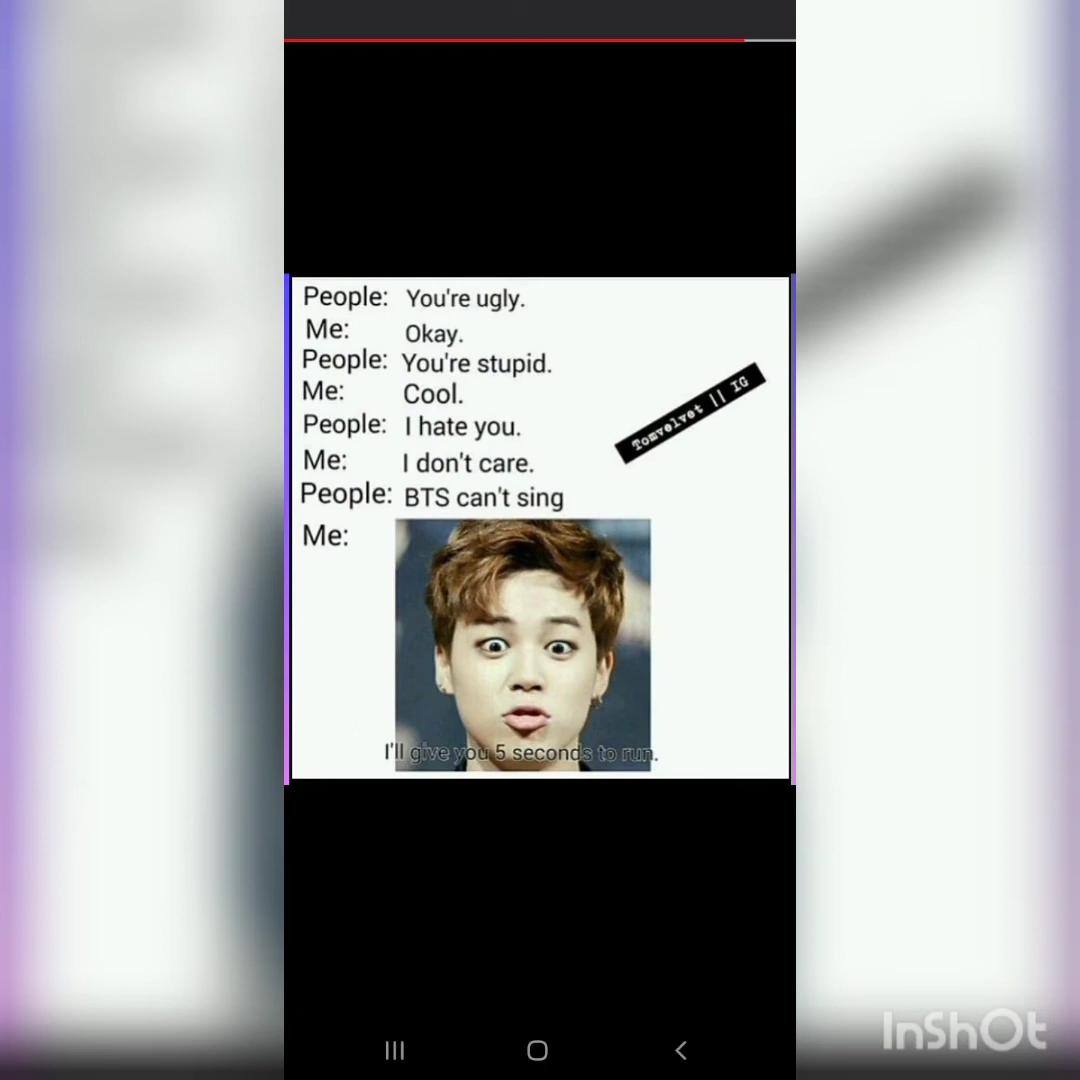 People: You're ugly.
Me: Okay.
People: You're stupid.
Me: Cool.
People: I hate you.
Me: I don't care.
People: BTS can't sing
Me:
I'll give you 5 seconds to run.
Tomvelvet || IG
InShOt